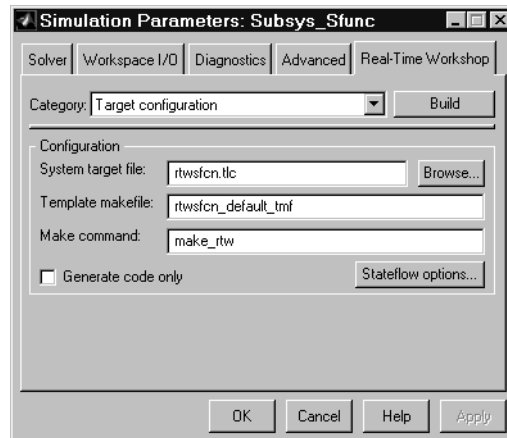 Simulation Parameters: Subsys_Sfunc
Solver Workspace I/O Diagnostics Advanced Real-Time Workshop
Category: Target configuration Build
Configuration
System target file: rtwsfcn.tlc Browse...
Template makefile: rtwsfcn_default_tmf
Make command: make_rtw
Generate code only Stateflow options...
OK Cancel Help Apply